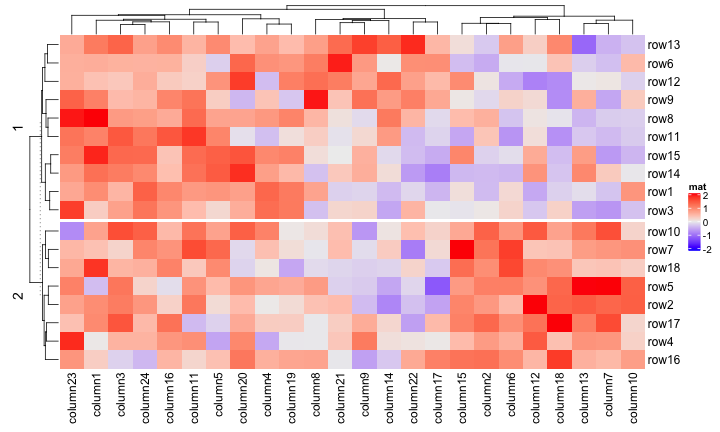 1
2
row13
row6
row12
row9
row8
row11
row15
row14
row1
row3
row10
row7
row18
row5
row2
row17
row4
row16
mat
2
1
0
-1
-2
column23
column1
column3
column24
column16
column11
column5
column20
column4
column19
column8
column21
column9
column14
column22
column17
column15
column2
column6
column12
column18
column13
column7
column10